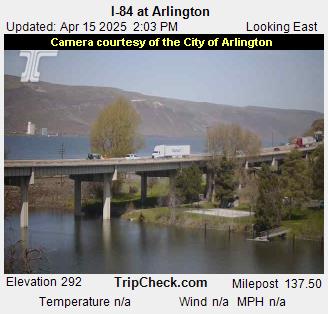 I-84 at Arlington
Updated: Apr 15 2025 2:03 PM Looking East
Camera courtesy of the City of Arlington
Elevation 292 TripCheck.com Milepost 137.50
Temperature n/a Wind n/a MPH n/a